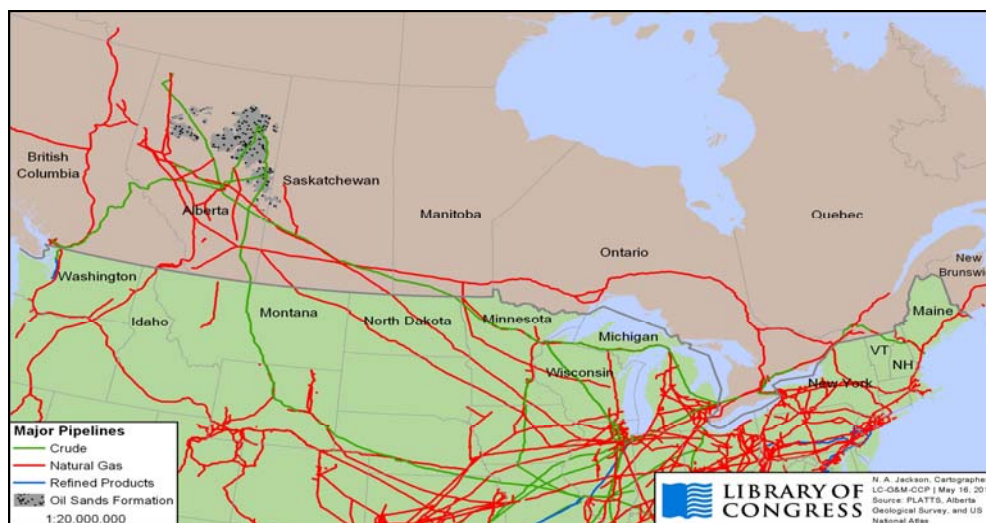 British
Columbia
Alberta
Saskatchewan
Manitoba
Ontario
Quebec
New
Brunswic
Maine
Washington
Idaho
Montana
North Dakota
Minnesota
Michigan
Wisconsin
VT
NH
New York
Major Pipelines
Crude
Natural Gas
Refined Products
Oil Sands Formation
1:20,000,000
LIBRARY OF
CONGRESS
N. A. Jackson, Cartographe
LC-G&M-CCP | May 16, 201
Source: PLATTS, Alberta
Geological Survey, and US
National Atlas